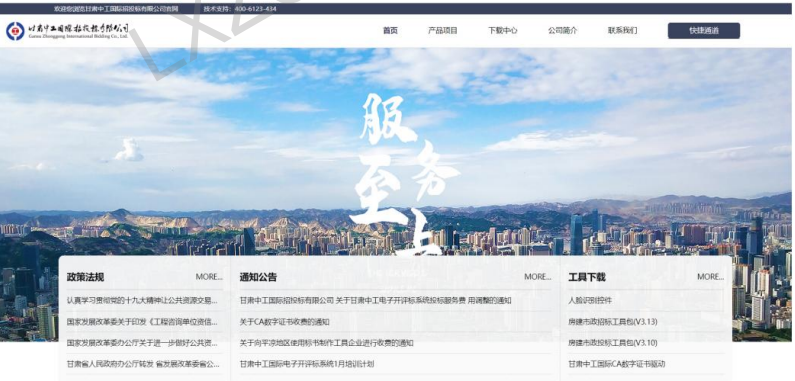 欢迎您浏览甘肃中工国际招投标有限公司官网 技术支持：400-6123-434
甘肃中工国际招投标有限公司
Gansu Zhonggong International Bidding Co., Ltd.
首页 产品项目 下载中心 公司简介 联系我们 快捷通道
服务至上
政策法规 MORE...
认真学习贯彻党的十九大精神让公共资源交易...
国家发展改革委关于印发《工程咨询单位资信...
国家发展改革委办公厅关于进一步做好公共资...
甘肃省人民政府办公厅转发 省发展改革委省公...
通知公告 MORE...
甘肃中工国际招投标有限公司 关于甘肃中工电子开评标系统投标服务费 用调整的通知
关于CA数字证书收费的通知
关于向平凉地区使用标书制作工具企业进行收费的通知
甘肃中工国际电子开评标系统1月培训计划
工具下载 MORE...
人脸识别控件
房建市政招标工具包(V3.13)
房建市政投标工具包(V3.10)
甘肃中工国际CA数字证书驱动